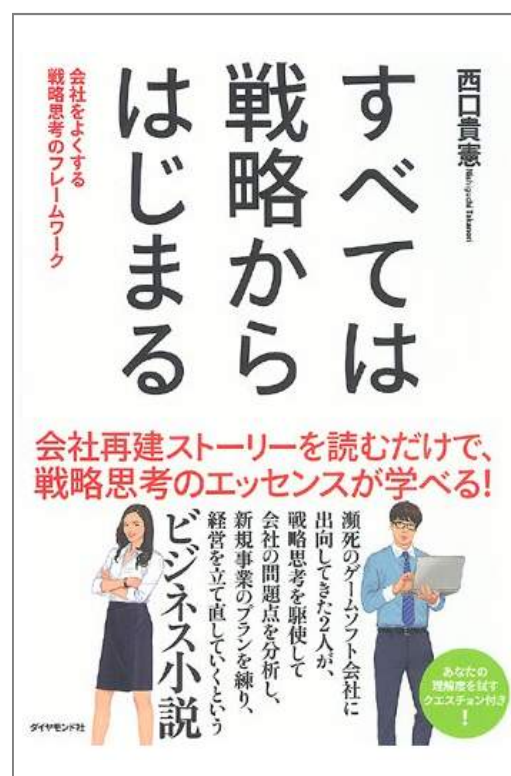 西口貴憲
Nishiguchi Takanori
すべては
戦略から
はじまる
会社をよくする
戦略思考のフレームワーク
会社再建ストーリーを読むだけで、
戦略思考のエッセンスが学べる!
瀕死のゲームソフト会社に
出向してきた2人が、
戦略思考を駆使して
会社の問題点を分析し、
新規事業のプランを練り、
経営を立て直していくという
ビジネス小説
あなたの
理解度を試す
クエスチョン付き
!
ダイヤモンド社